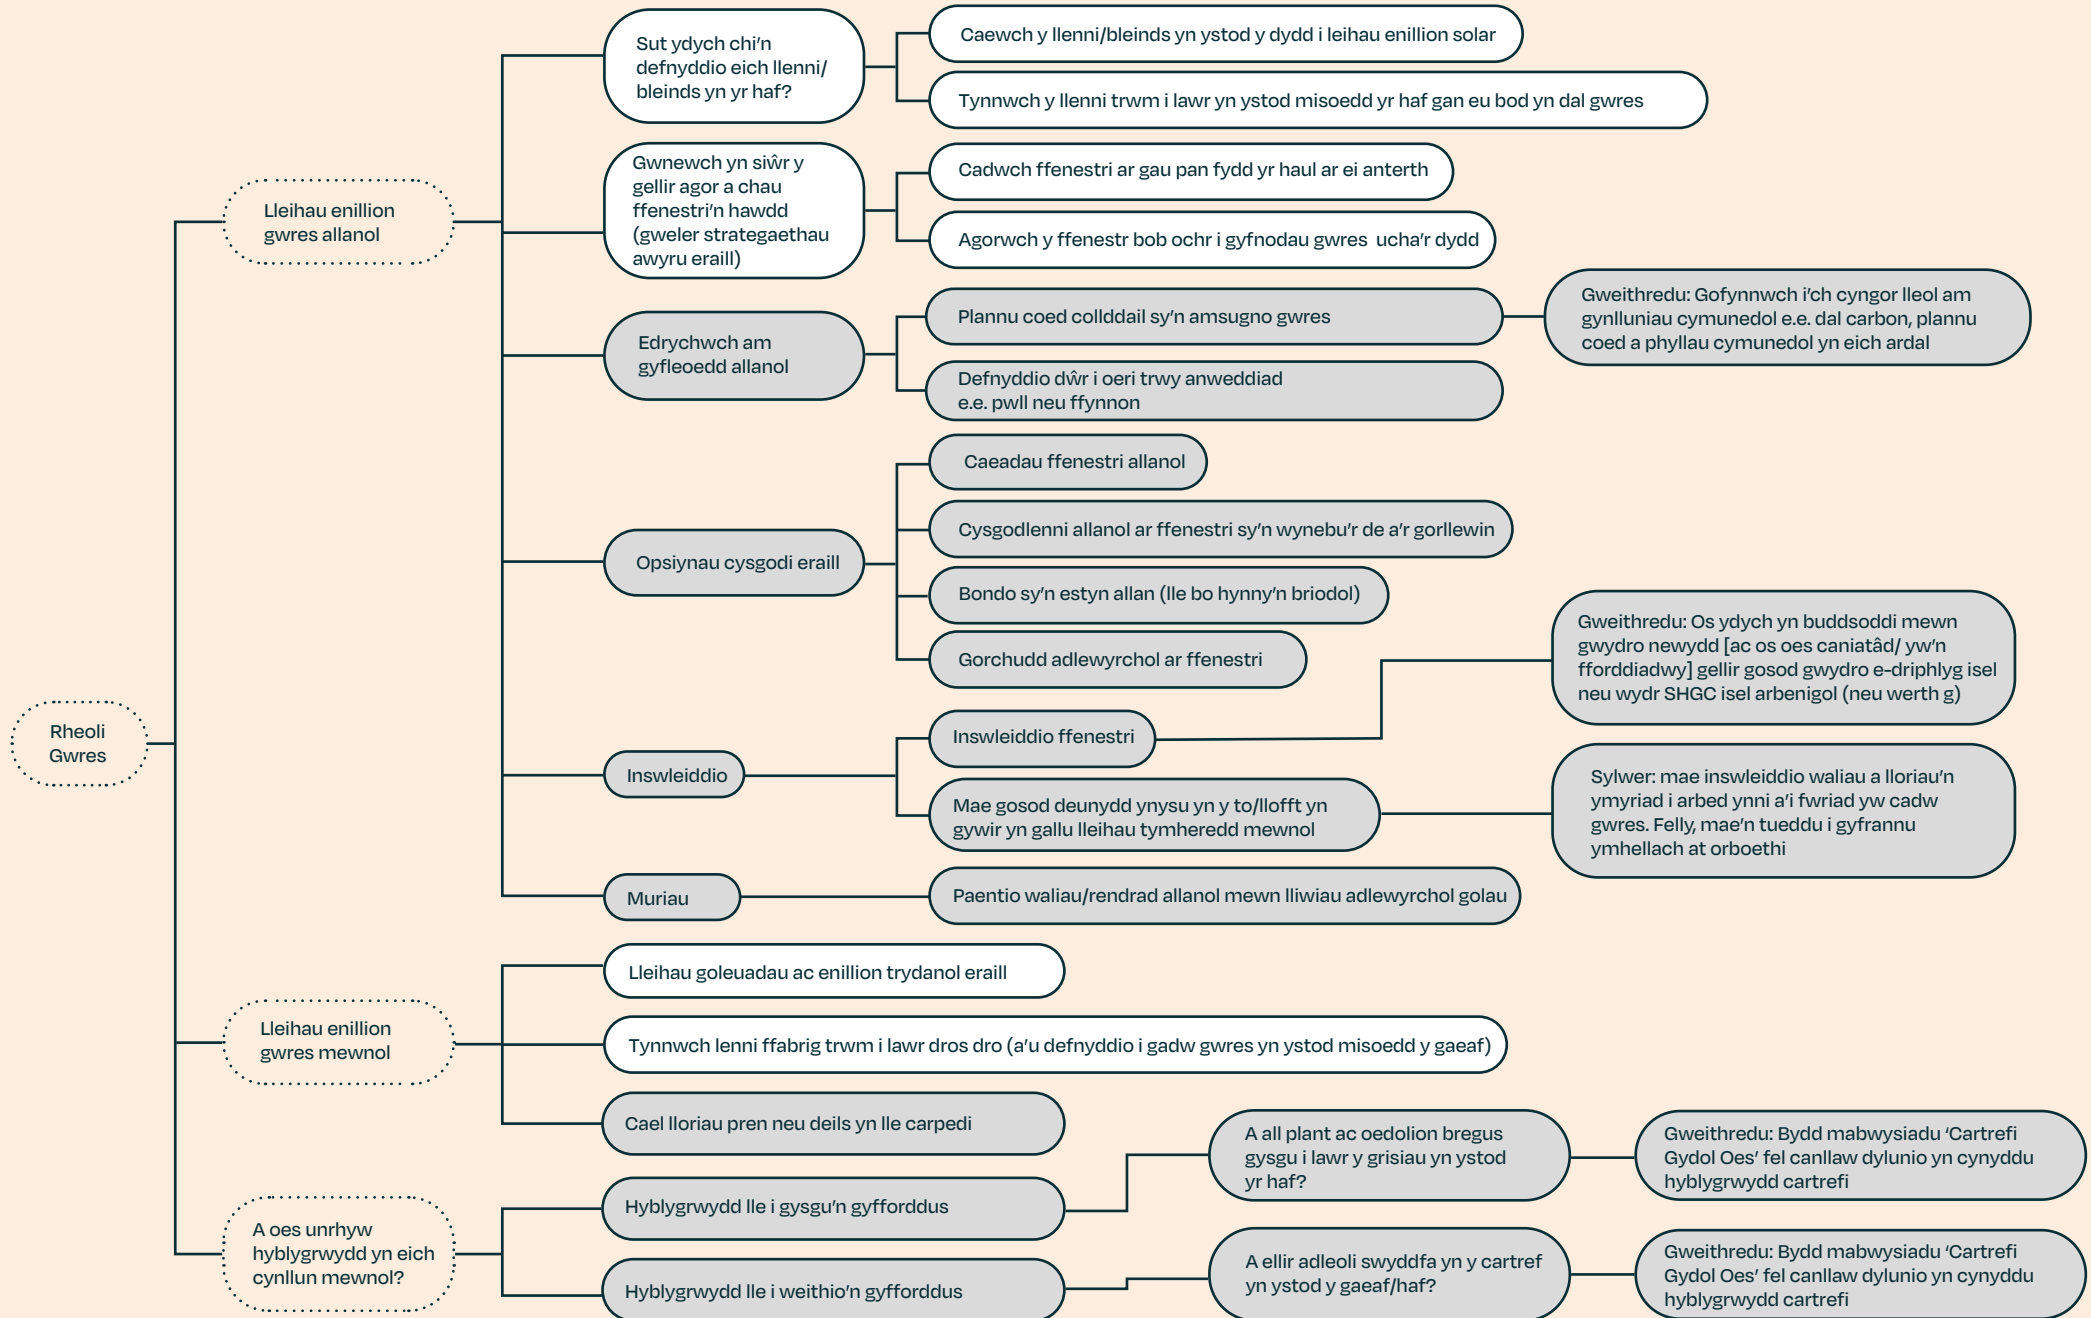 Rheoli
Gwres
Lleihau enillion
gwres allanol
Sut ydych chi'n
defnyddio eich llenni/
bleinds yn yr haf?
Caewch y llenni/bleinds yn ystod y dydd i leihau enillion solar
Tynnwch y llenni trwm i lawr yn ystod misoedd yr haf gan eu bod yn dal gwres
Gwnewch yn siŵr y
gellir agor a chau
ffenestri'n hawdd
(gweler strategaethau
awyru eraill)
Cadwch ffenestri ar gau pan fydd yr haul ar ei anterth
Agorwch y ffenestr bob ochr i gyfnodau gwres ucha'r dydd
Edrychwch am
gyfleoedd allanol
Plannu coed collddail sy'n amsugno gwres
Gweithredu: Gofynnwch i'ch cyngor lleol am
gynlluniau cymunedol e.e. dal carbon, plannu
coed a phyllau cymunedol yn eich ardal
Defnyddio dŵr i oeri trwy anweddiad
e.e. pwll neu ffynnon
Opsiynau cysgodi eraill
Caeadau ffenestri allanol
Cysgodlenni allanol ar ffenestri sy'n wynebu'r de a'r gorllewin
Bondo sy'n estyn allan (lle bo hynny'n briodol)
Gorchudd adlewyrchol ar ffenestri
Inswleiddio
Inswleiddio ffenestri
Gweithredu: Os ydych yn buddsoddi mewn
gwydro newydd [ac os oes caniatâd/ yw'n
fforddiadwy] gellir gosod gwydro e-driphlyg isel
neu wydr SHGC isel arbenigol (neu werth g)
Mae gosod deunydd ynysu yn y to/llofft yn
gywir yn gallu lleihau tymheredd mewnol
Sylwer: mae inswleiddio waliau a lloriau'n
ymyriad i arbed ynni a'i fwriad yw cadw
gwres. Felly, mae'n tueddu i gyfrannu
ymhellach at orboethi
Muriau
Paentio waliau/rendrad allanol mewn lliwiau adlewyrchol golau
Lleihau enillion
gwres mewnol
Lleihau goleuadau ac enillion trydanol eraill
Tynnwch lenni ffabrig trwm i lawr dros dro (a'u defnyddio i gadw gwres yn ystod misoedd y gaeaf)
Cael lloriau pren neu deils yn lle carpedi
A oes unrhyw
hyblygrwydd yn eich
cynllun mewnol?
Hyblygrwydd lle i gysgu'n gyfforddus
A all plant ac oedolion bregus
gysgu i lawr y grisiau yn ystod
yr haf?
Gweithredu: Bydd mabwysiadu 'Cartrefi
Gydol Oes' fel canllaw dylunio yn cynyddu
hyblygrwydd cartrefi
Hyblygrwydd lle i weithio'n gyfforddus
A ellir adleoli swyddfa yn y cartref
yn ystod y gaeaf/haf?
Gweithredu: Bydd mabwysiadu 'Cartrefi
Gydol Oes' fel canllaw dylunio yn cynyddu
hyblygrwydd cartrefi